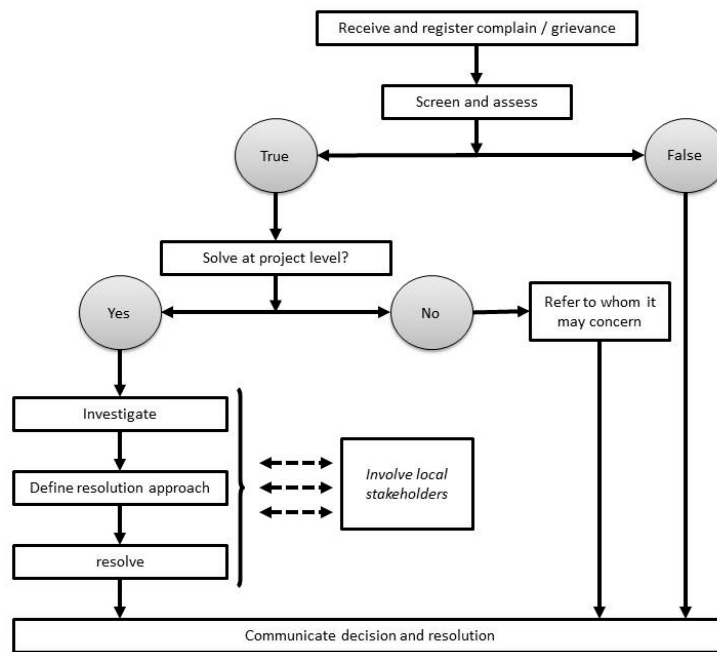 Receive and register complain / grievance
Screen and assess
True
False
Solve at project level?
Yes
No
Refer to whom it
may concern
Investigate
Define resolution approach
Involve local
stakeholders
resolve
Communicate decision and resolution